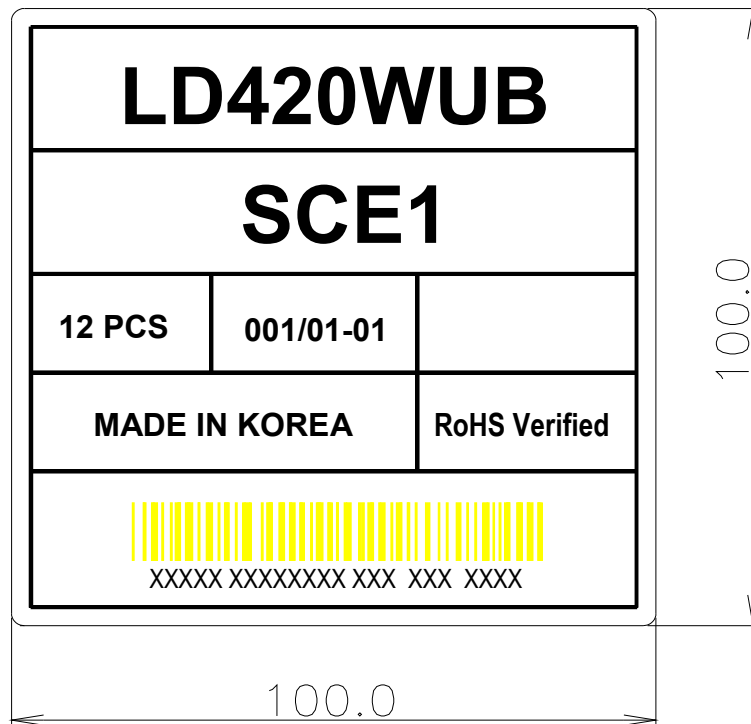 LD420WUB
SCE1
12 PCS 001/01-01
MADE IN KOREA RoHS Verified
XXXXX XXXXXXXX XXX XXX XXXX
100.0
100.0